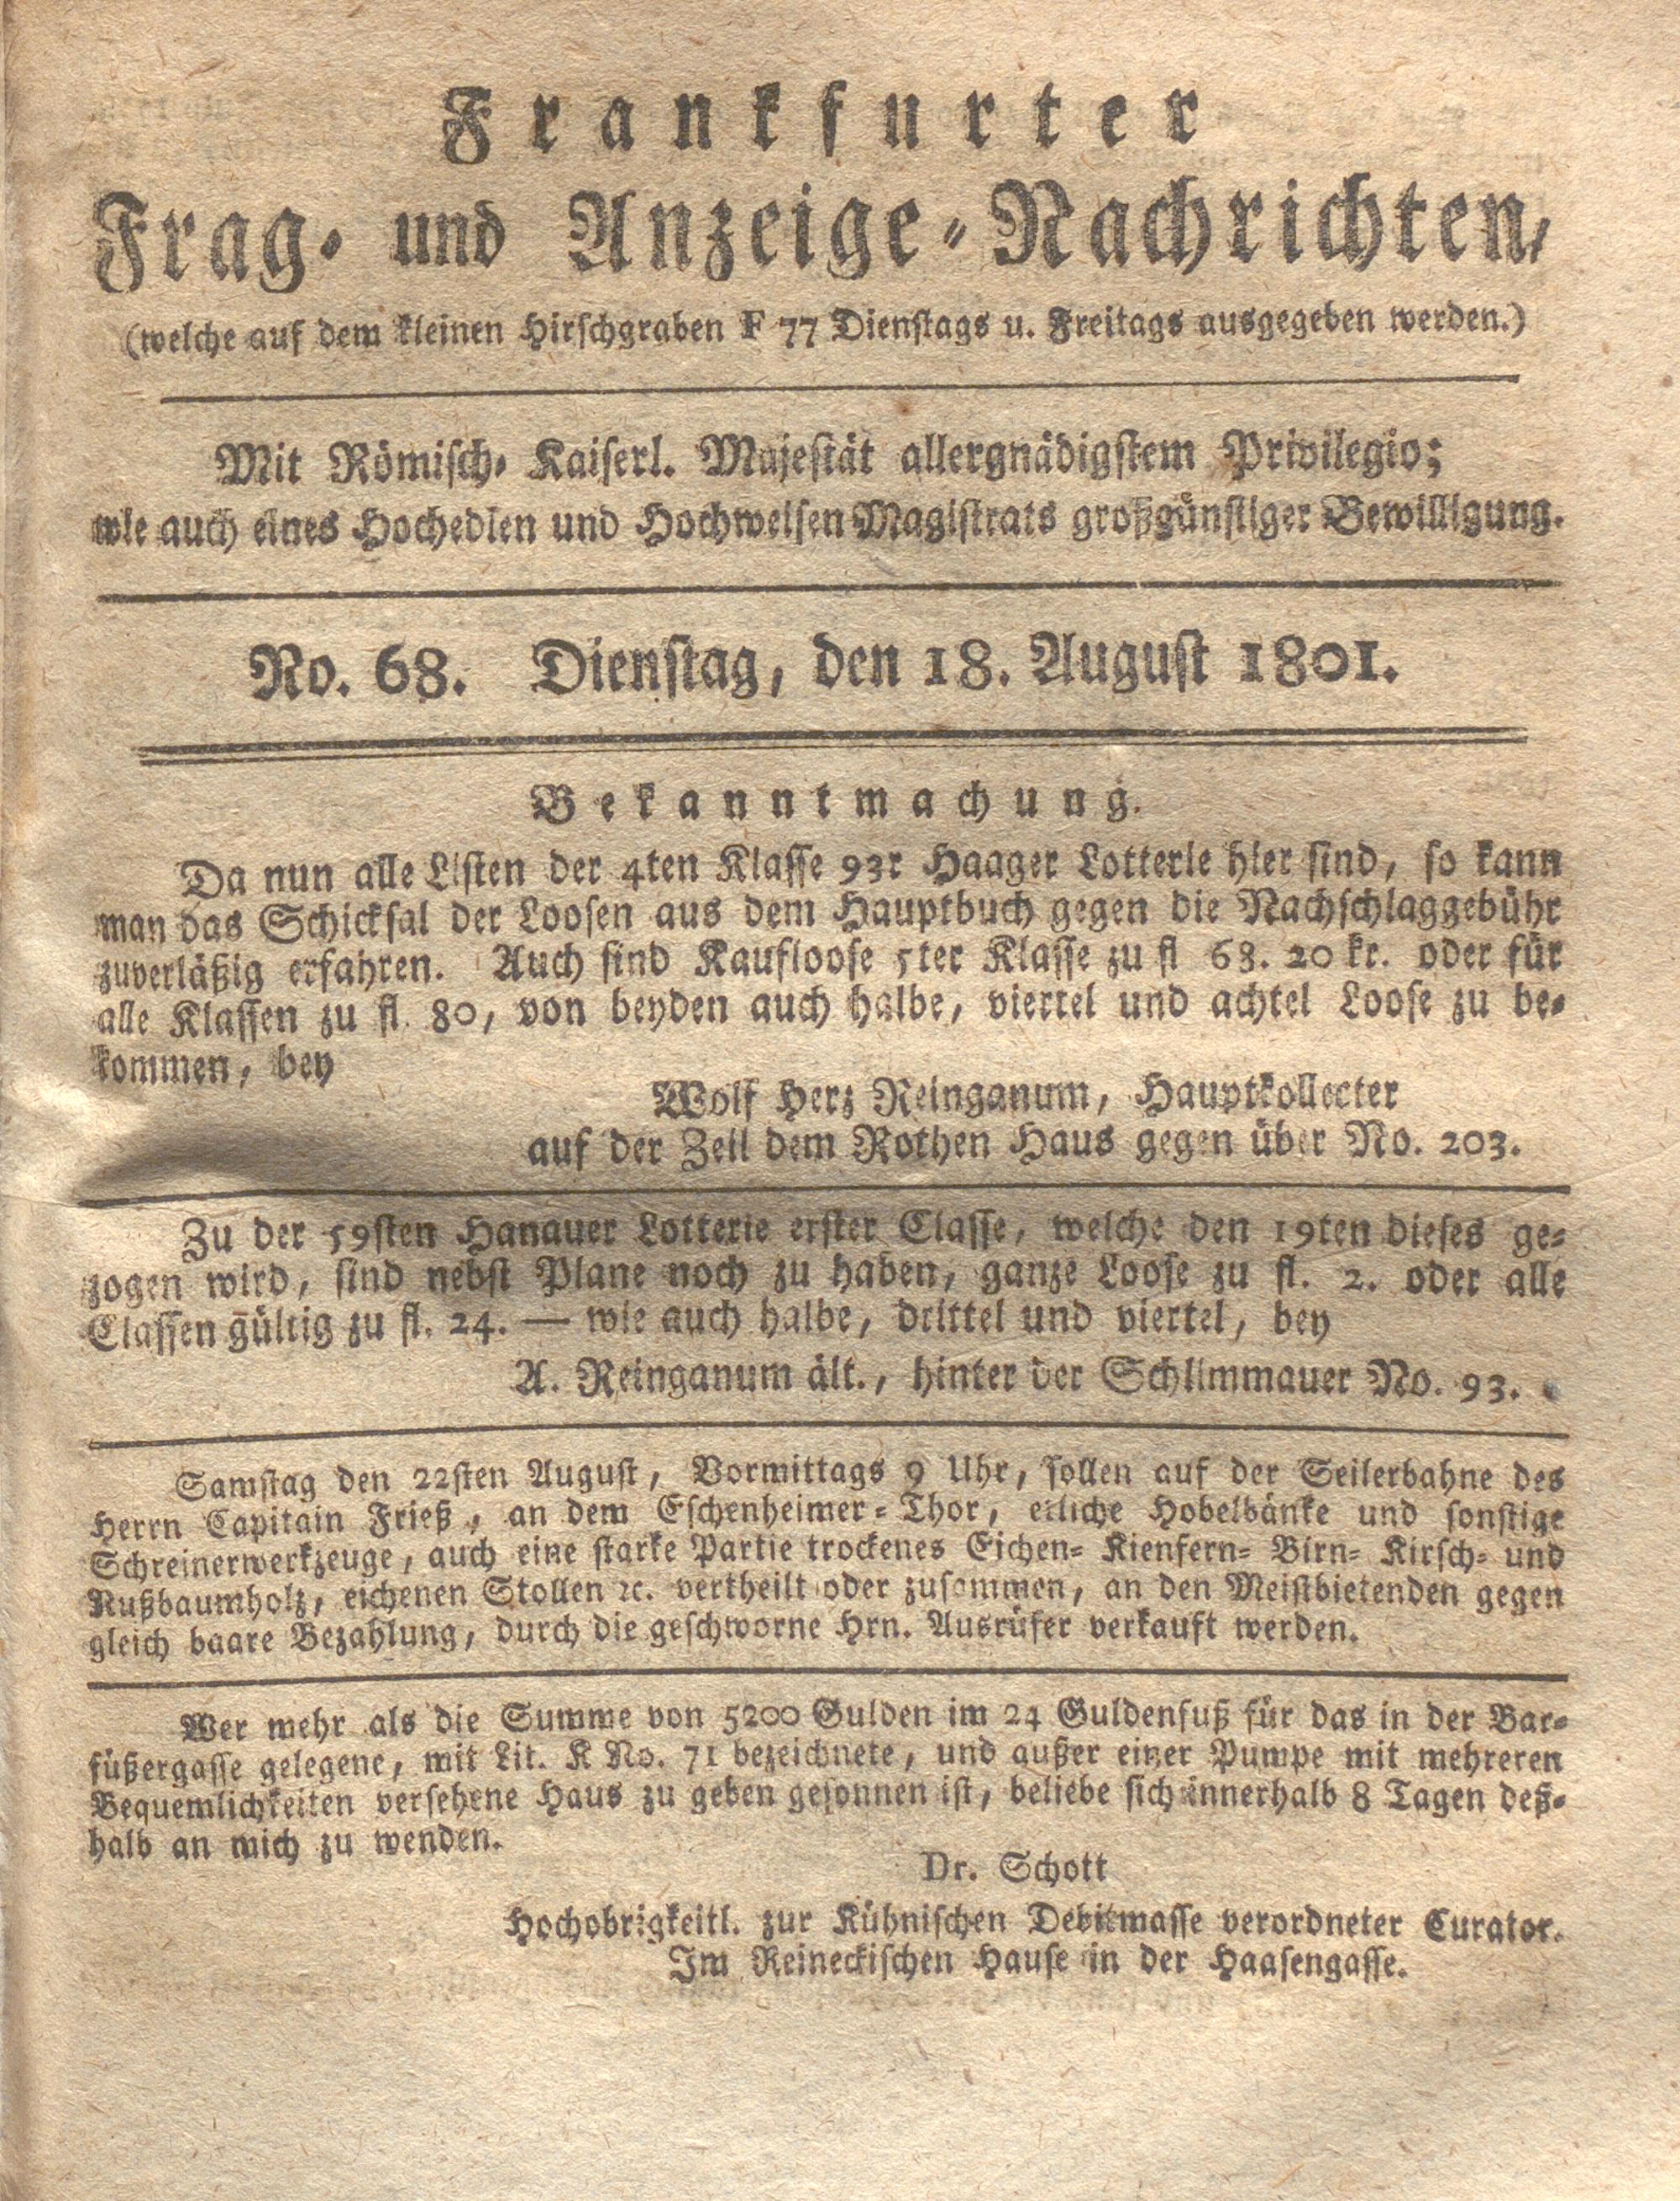 Frankfurter
Frag- und Anzeige-Nachrichten,
(welche auf dem kleinen Hirschgraben F 77 Dienstags u. Freitags ausgegeben werden.)
Mit Römisch- Kaiserl. Majestät allergnädigstem Privilegio;
wie auch eines Hochedlen und Hochweisen Magistrats großgünstiger Bewilligung.
No. 68. Dienstag, den 18. August 1801.
Bekanntmachung.
Da nun alle Listen der 4ten Klasse 93r Haager Lotterie hier sind, so kann
man das Schicksal der Loosen aus dem Hauptbuch gegen die Nachschlaggebühr
zuverläßig erfahren. Auch sind Kaufloose 5ter Klasse zu fl 68. 20 kr. oder für
alle Klassen zu fl. 80, von beyden auch halbe, viertel und achtel Loose zu be-
kommen, bey
Wolf Herz Reinganum, Hauptkollecter
auf der Zeil dem Rothen Haus gegen über No. 203.
Zu der 59sten Hanauer Lotterie erster Classe, welche den 19ten dieses ge-
zogen wird, sind nebst Plane noch zu haben, ganze Loose zu fl. 2. oder alle
Classen gültig zu fl. 24. — wie auch halbe, drittel und viertel, bey
A. Reinganum ält., hinter der Schlimmauer No. 93.
Samstag den 22sten August, Vormittags 9 Uhr, sollen auf der Seilerbahne des
Herrn Capitain Frieß, an dem Eschenheimer-Thor, etliche Hobelbänke und sonstige
Schreinerwerkzeuge, auch eine starke Partie trockenes Eichen- Kienfern- Birn- Kirsch- und
Nußbaumholz, eichenen Stollen ꝛc. vertheilt oder zusammen, an den Meistbietenden gegen
gleich baare Bezahlung, durch die geschworne Hrn. Ausrüfer verkauft werden.
Wer mehr als die Summe von 5200 Gulden im 24 Guldenfuß für das in der Bar-
füßergasse gelegene, mit Lit. K No. 71 bezeichnete, und außer einer Pumpe mit mehreren
Bequemlichkeiten versehene Haus zu geben gesonnen ist, beliebe sich innerhalb 8 Tagen deß-
halb an mich zu wenden.
Dr. Schott
Hochobrigkeitl. zur Kühnischen Debitmasse verordneter Curator.
Im Reineckischen Hause in der Haasengasse.